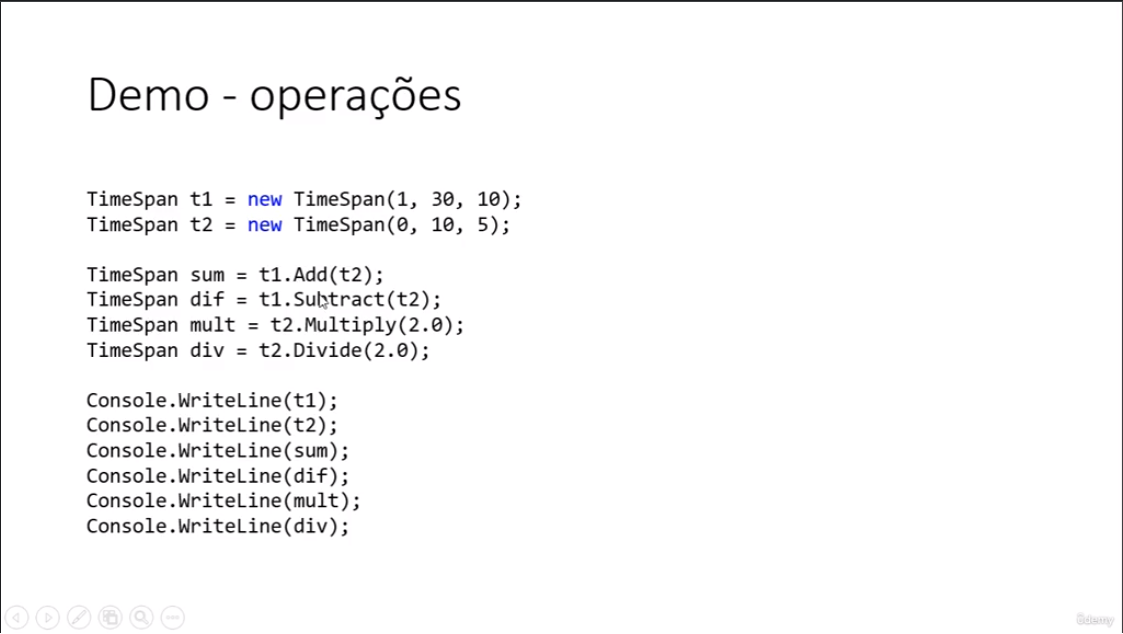 Demo - operações
TimeSpan t1 = new TimeSpan(1, 30, 10);
TimeSpan t2 = new TimeSpan(0, 10, 5);
TimeSpan sum = t1.Add(t2);
TimeSpan dif = t1.Subtract(t2);
TimeSpan mult = t2.Multiply(2.0);
TimeSpan div = t2.Divide(2.0);
Console.WriteLine(t1);
Console.WriteLine(t2);
Console.WriteLine(sum);
Console.WriteLine(dif);
Console.WriteLine(mult);
Console.WriteLine(div);
Udemy